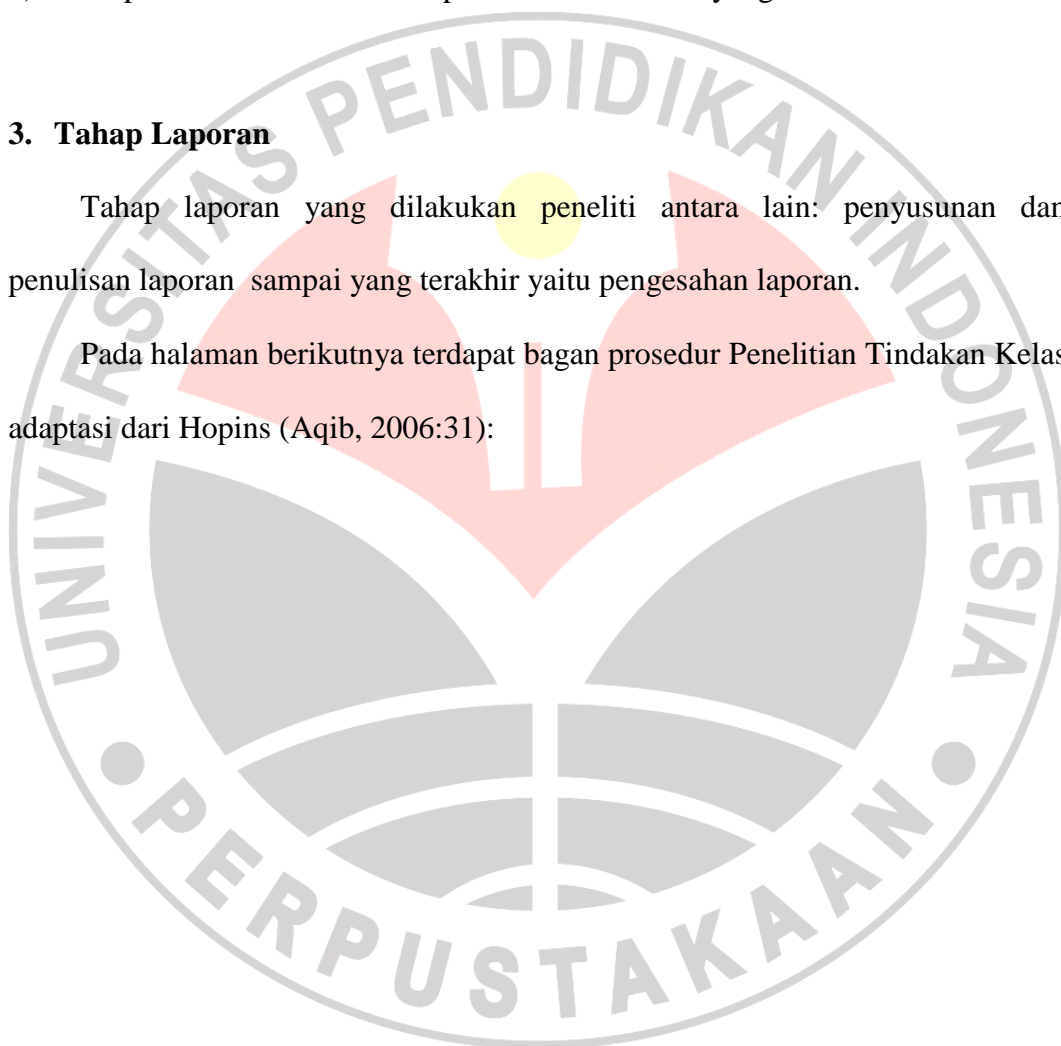 3. Tahap Laporan
Tahap laporan yang dilakukan peneliti antara lain: penyusunan dan
penulisan laporan sampai yang terakhir yaitu pengesahan laporan.
Pada halaman berikutnya terdapat bagan prosedur Penelitian Tindakan Kelas
adaptasi dari Hopins (Aqib, 2006:31):
UNIVERSITAS PENDIDIKAN INDONESIA
PERPUSTAKAAN